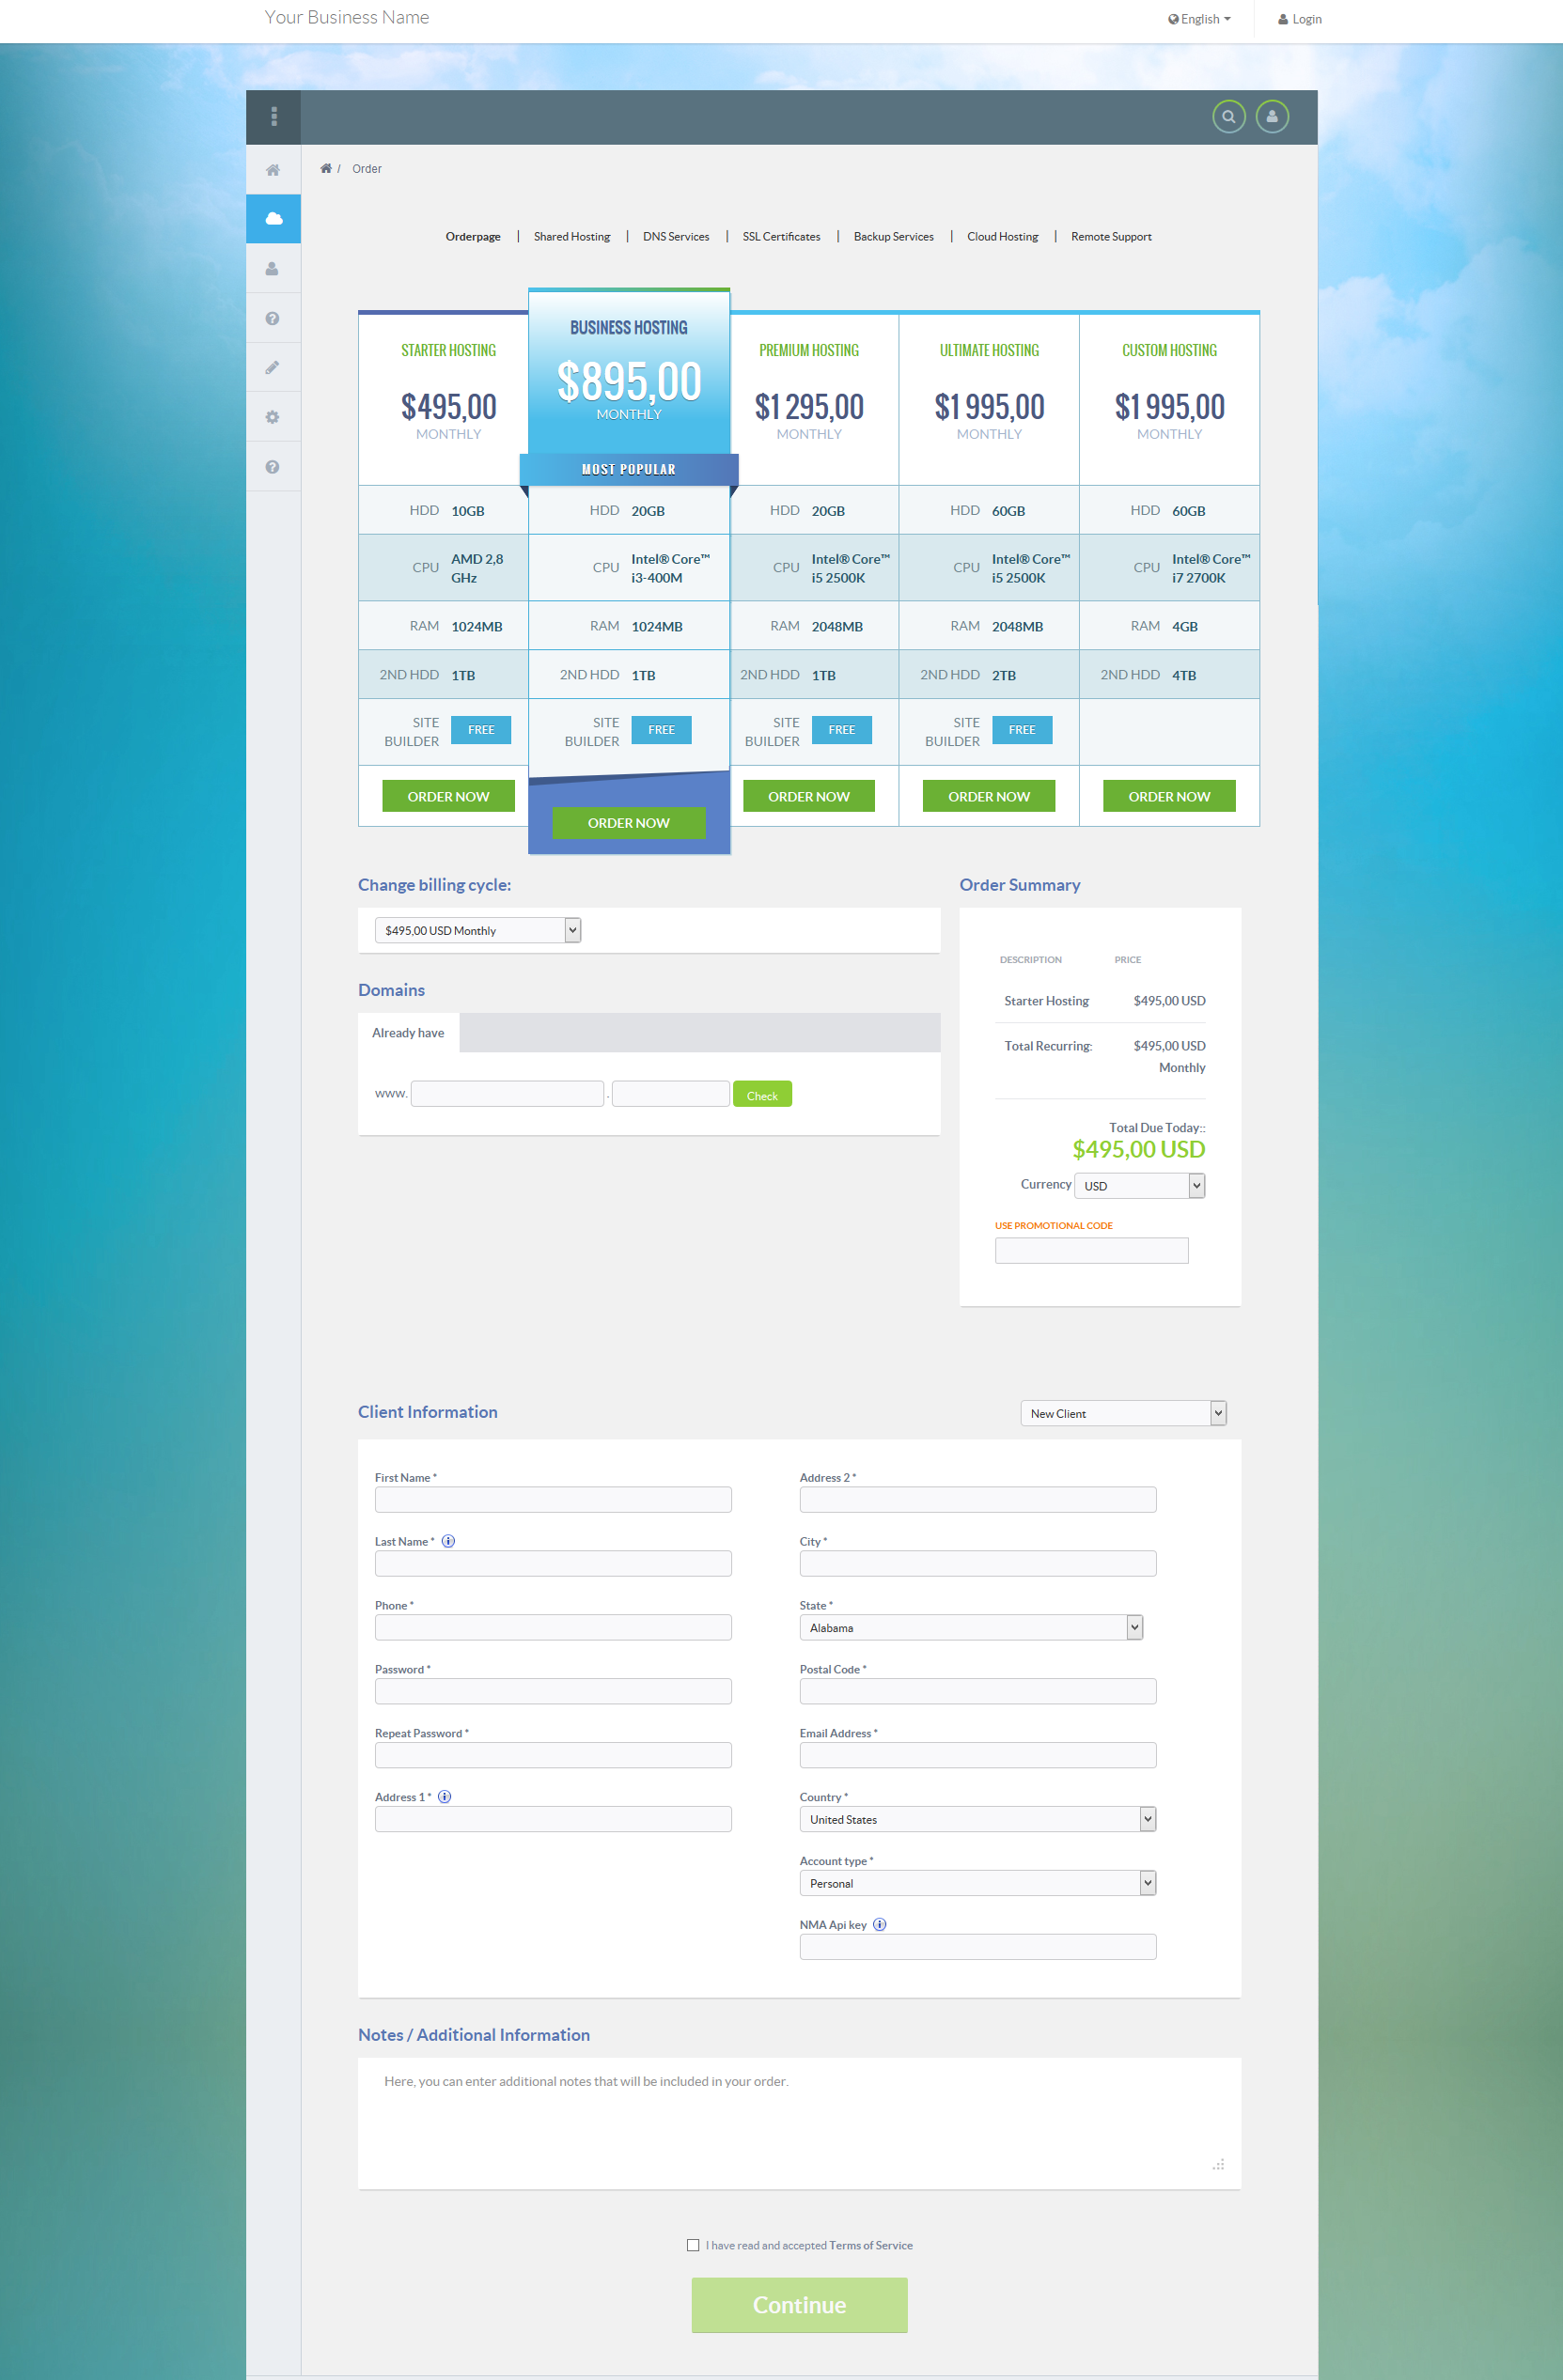 Your Business Name
English
Login
/ Order
Orderpage | Shared Hosting | DNS Services | SSL Certificates | Backup Services | Cloud Hosting | Remote Support
STARTER HOSTING
$495,00
MONTHLY
HDD 10GB
CPU AMD 2,8 GHz
RAM 1024MB
2ND HDD 1TB
SITE BUILDER FREE
ORDER NOW
BUSINESS HOSTING
$895,00
MONTHLY
MOST POPULAR
HDD 20GB
CPU Intel® Core™ i3-400M
RAM 1024MB
2ND HDD 1TB
SITE BUILDER FREE
ORDER NOW
PREMIUM HOSTING
$1 295,00
MONTHLY
HDD 20GB
CPU Intel® Core™ i5 2500K
RAM 2048MB
2ND HDD 1TB
SITE BUILDER FREE
ORDER NOW
ULTIMATE HOSTING
$1 995,00
MONTHLY
HDD 60GB
CPU Intel® Core™ i5 2500K
RAM 2048MB
2ND HDD 2TB
SITE BUILDER FREE
ORDER NOW
CUSTOM HOSTING
$1 995,00
MONTHLY
HDD 60GB
CPU Intel® Core™ i7 2700K
RAM 4GB
2ND HDD 4TB
ORDER NOW
Change billing cycle:
$495,00 USD Monthly
Domains
Already have
www. . Check
Order Summary
DESCRIPTION PRICE
Starter Hosting $495,00 USD
Total Recurring: $495,00 USD
Monthly
Total Due Today::
$495,00 USD
Currency USD
USE PROMOTIONAL CODE
Client Information
New Client
First Name *
Last Name *
Phone *
Password *
Repeat Password *
Address 1 *
Address 2 *
City *
State *
Alabama
Postal Code *
Email Address *
Country *
United States
Account type *
Personal
NMA Api key
Notes / Additional Information
Here, you can enter additional notes that will be included in your order.
I have read and accepted Terms of Service
Continue